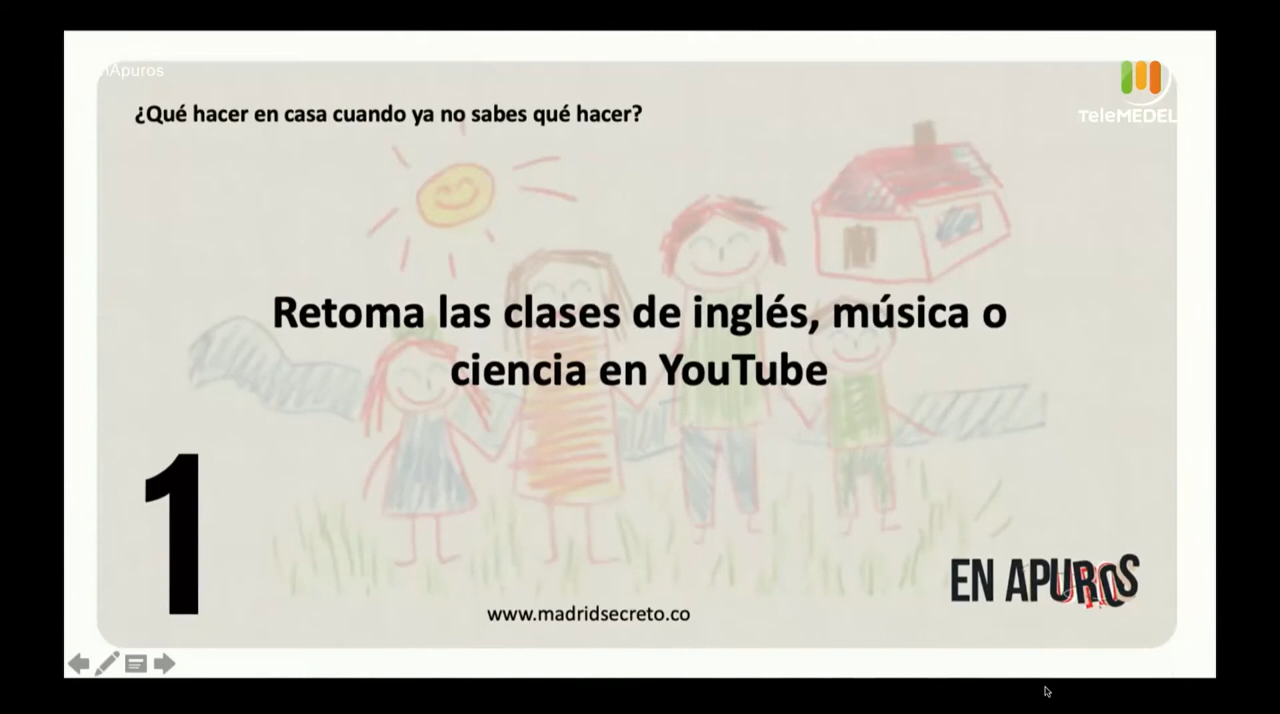 nApuros
TeleMEDEL
¿Qué hacer en casa cuando ya no sabes qué hacer?
Retoma las clases de inglés, música o
ciencia en YouTube
1
EN APUROS
www.madridsecreto.co